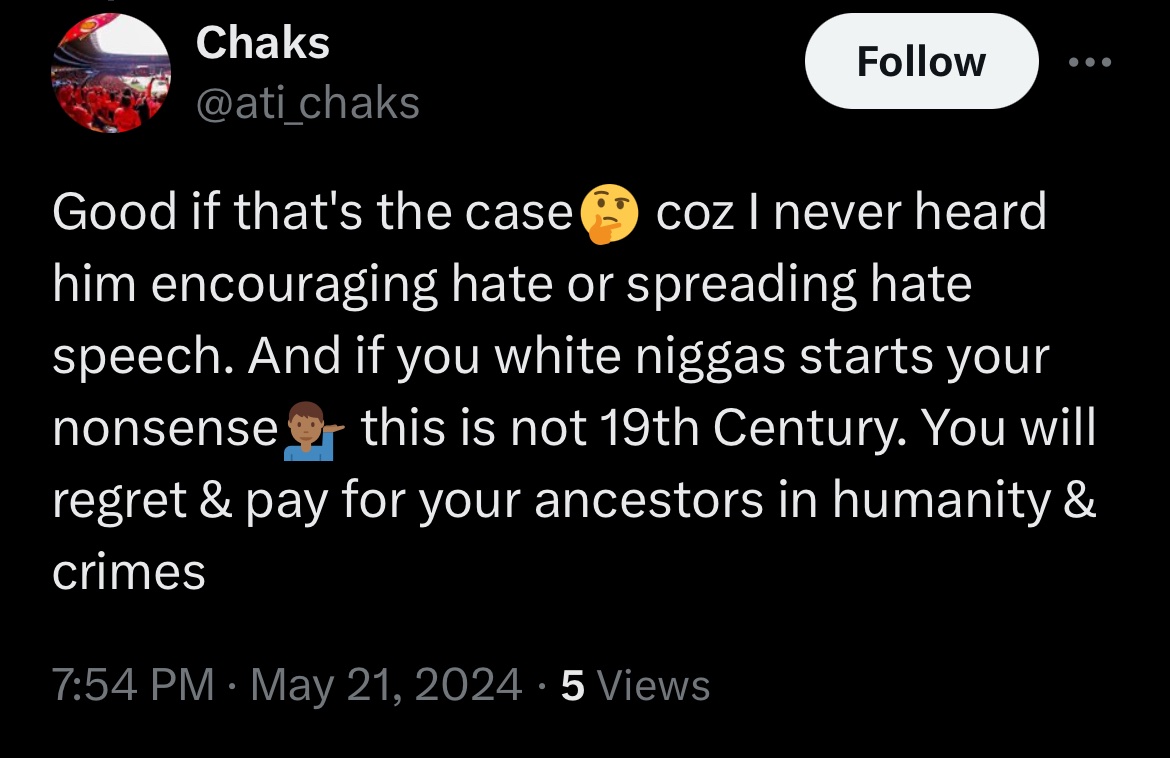 Chaks
@ati_chaks
Follow
Good if that's the case🤔 coz I never heard
him encouraging hate or spreading hate
speech. And if you white niggas starts your
nonsense💁🏾‍♂️ this is not 19th Century. You will
regret & pay for your ancestors in humanity &
crimes
7:54 PM · May 21, 2024 · 5 Views